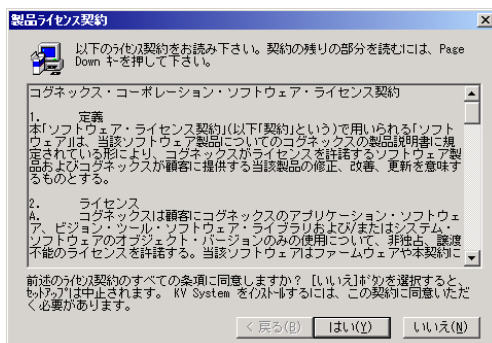 製品ライセンス契約
以下のライセンス契約をお読み下さい。契約の残りの部分を読むには、Page
Down キーを押して下さい。
コグネックス・コーポレーション・ソフトウェア・ライセンス契約
1. 定義
本「ソフトウェア・ライセンス契約」(以下「契約」という)で用いられる「ソフト
ウェア」は、当該ソフトウェア製品についてのコグネックスの製品説明書に規
定されている形により、コグネックスがライセンスを許諾するソフトウェア製
品およびコグネックスが顧客に提供する当該製品の修正、改善、更新を意味す
るものとする。
2. ライセンス
A. コグネックスは顧客にコグネックスのアプリケーション・ソフトウェ
ア、ビジョン・ツール・ソフトウェア・ライブラリおよび/またはシステム・
ソフトウェアのオブジェクト・バージョンのみの使用について、非独占、譲渡
不能のライセンスを許諾する。当該ソフトウェアはファームウェアや本契約に
前述のライセンス契約のすべての条項に同意しますか? [いいえ]ボタンを選択すると、
セットアップは中止されます。 KV System をインストールするには、この契約に同意いただ
く必要があります。
< 戻る(B) はい(Y) いいえ(N)